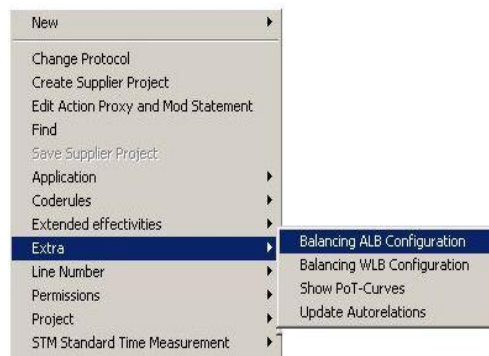 New
Change Protocol
Create Supplier Project
Edit Action Proxy and Mod Statement
Find
Save Supplier Project
Application
Coderules
Extended effectivities
Extra
Line Number
Permissions
Project
STM Standard Time Measurement
Balancing ALB Configuration
Balancing WLB Configuration
Show PoT-Curves
Update Autorelations